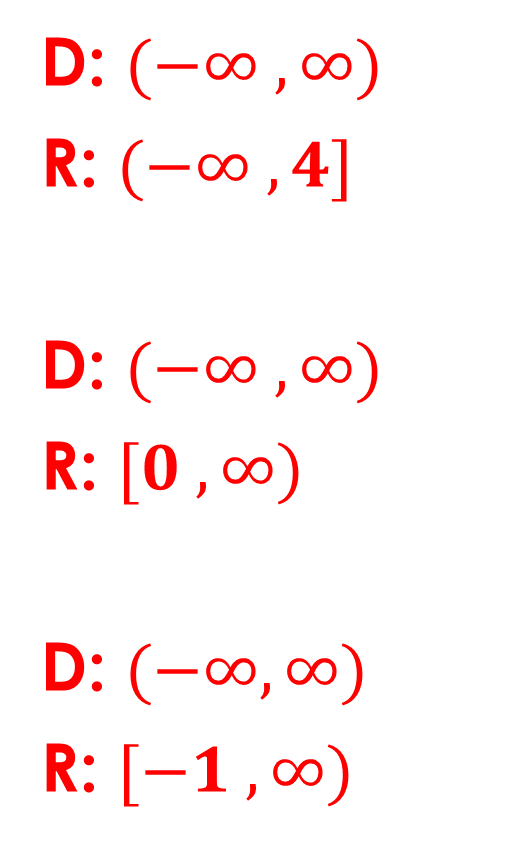 D: (−∞ , ∞)
R: (−∞ , 4]
D: (−∞ , ∞)
R: [0 , ∞)
D: (−∞, ∞)
R: [−1 , ∞)